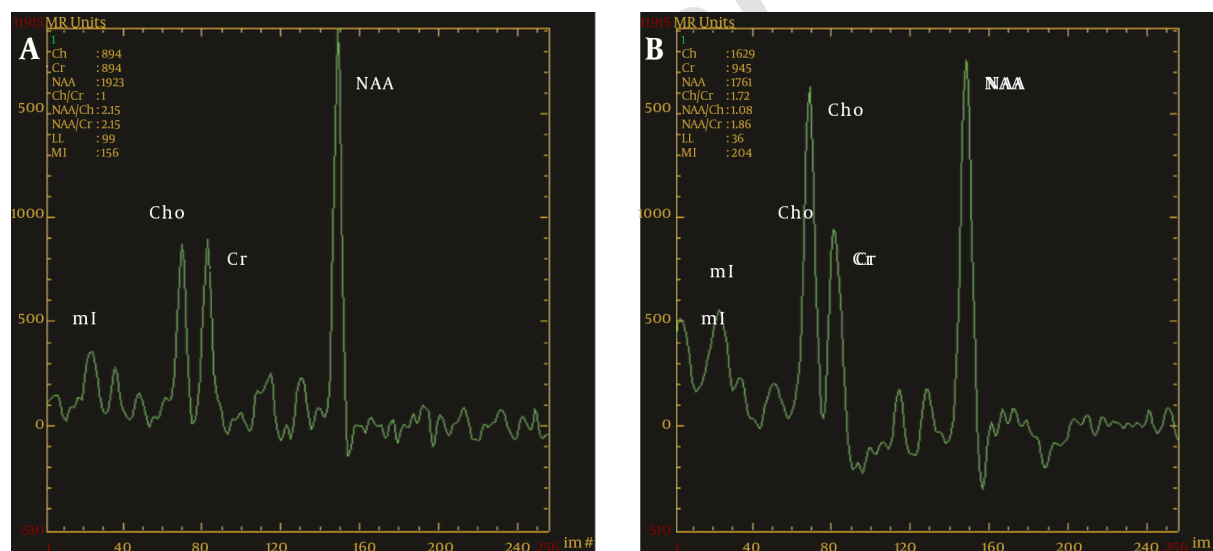 A
11915 MR Units
1
Ch :894
Cr :894
NAA :1923
Ch/Cr :1
NAA/Ch :2.15
NAA/Cr :2.15
LL :99
MI :156
NAA
500
Cho
1000
Cr
mI
500
0
-510
1 40 80 120 160 200 240 256 im #
B
11915 MR Units
1
Ch :1629
Cr :945
NAA :1761
Ch/Cr :1.72
NAA/Ch :1.08
NAA/Cr :1.86
LL :36
MI :204
NAA
500
Cho
1000 Cho
Cr
mI
500 mI
0
-510
1 40 80 120 160 200 240 256 im